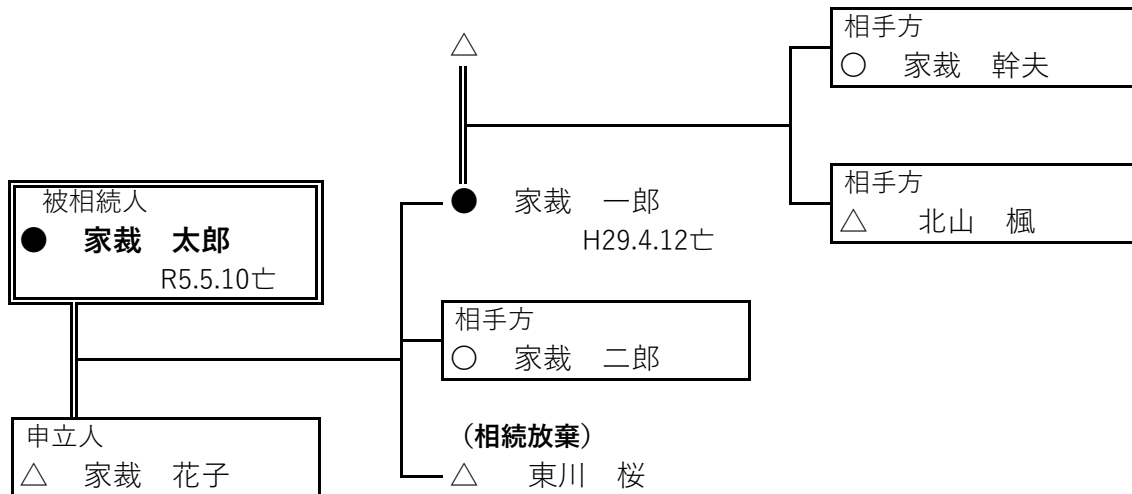 相手方
○ 家裁 幹夫
△
相手方
△ 北山 楓
被相続人
● 家裁 太郎
R5.5.10亡
● 家裁 一郎
H29.4.12亡
相手方
○ 家裁 二郎
申立人
△ 家裁 花子
(相続放棄)
△ 東川 桜